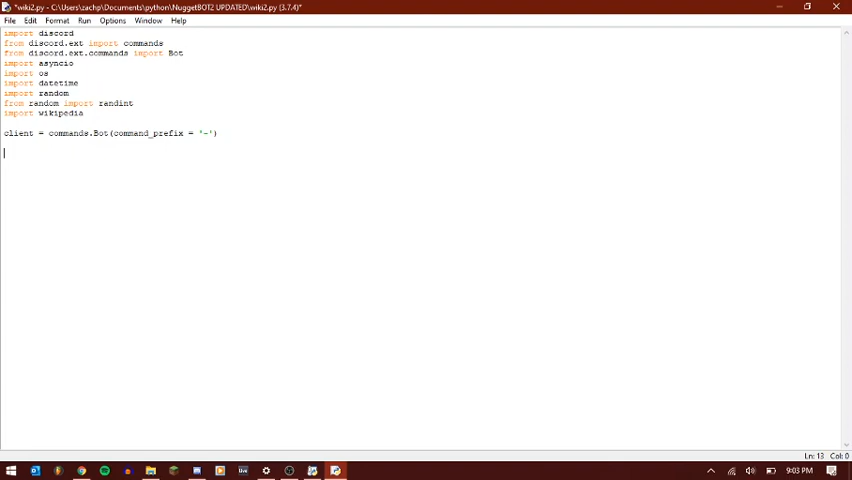 *wiki2.py - C:\Users\zachp\Documents\python\NuggetBOT2 UPDATED\wiki2.py (3.7.4)*
File Edit Format Run Options Window Help
import discord
from discord.ext import commands
from discord.ext.commands import Bot
import asyncio
import os
import datetime
import random
from random import randint
import wikipedia
client = commands.Bot(command_prefix = '-')
Ln: 13 Col: 0
live 9:03 PM